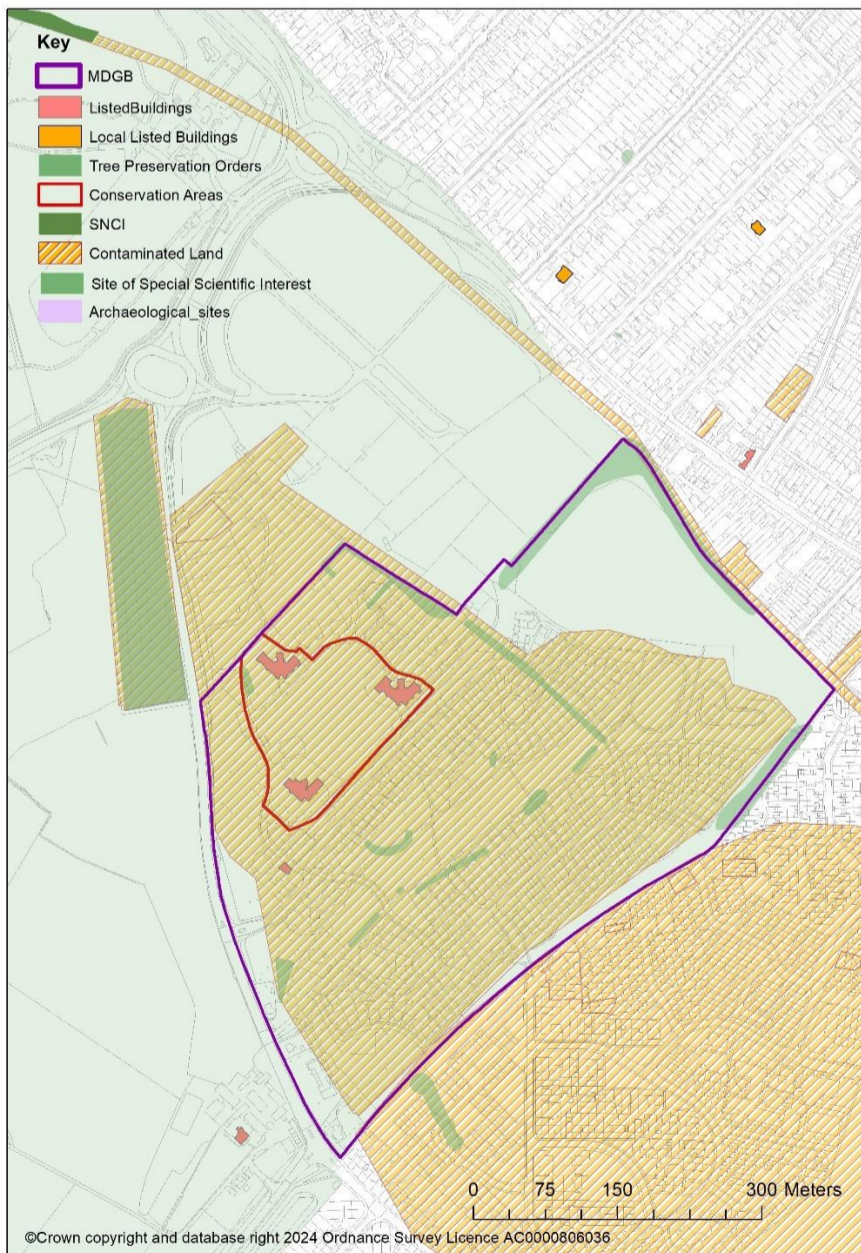 Key
MDGB
ListedBuildings
Local Listed Buildings
Tree Preservation Orders
Conservation Areas
SNCI
Contaminated Land
Site of Special Scientific Interest
Archaeological_sites
0 75 150 300 Meters
©Crown copyright and database right 2024 Ordnance Survey Licence AC0000806036